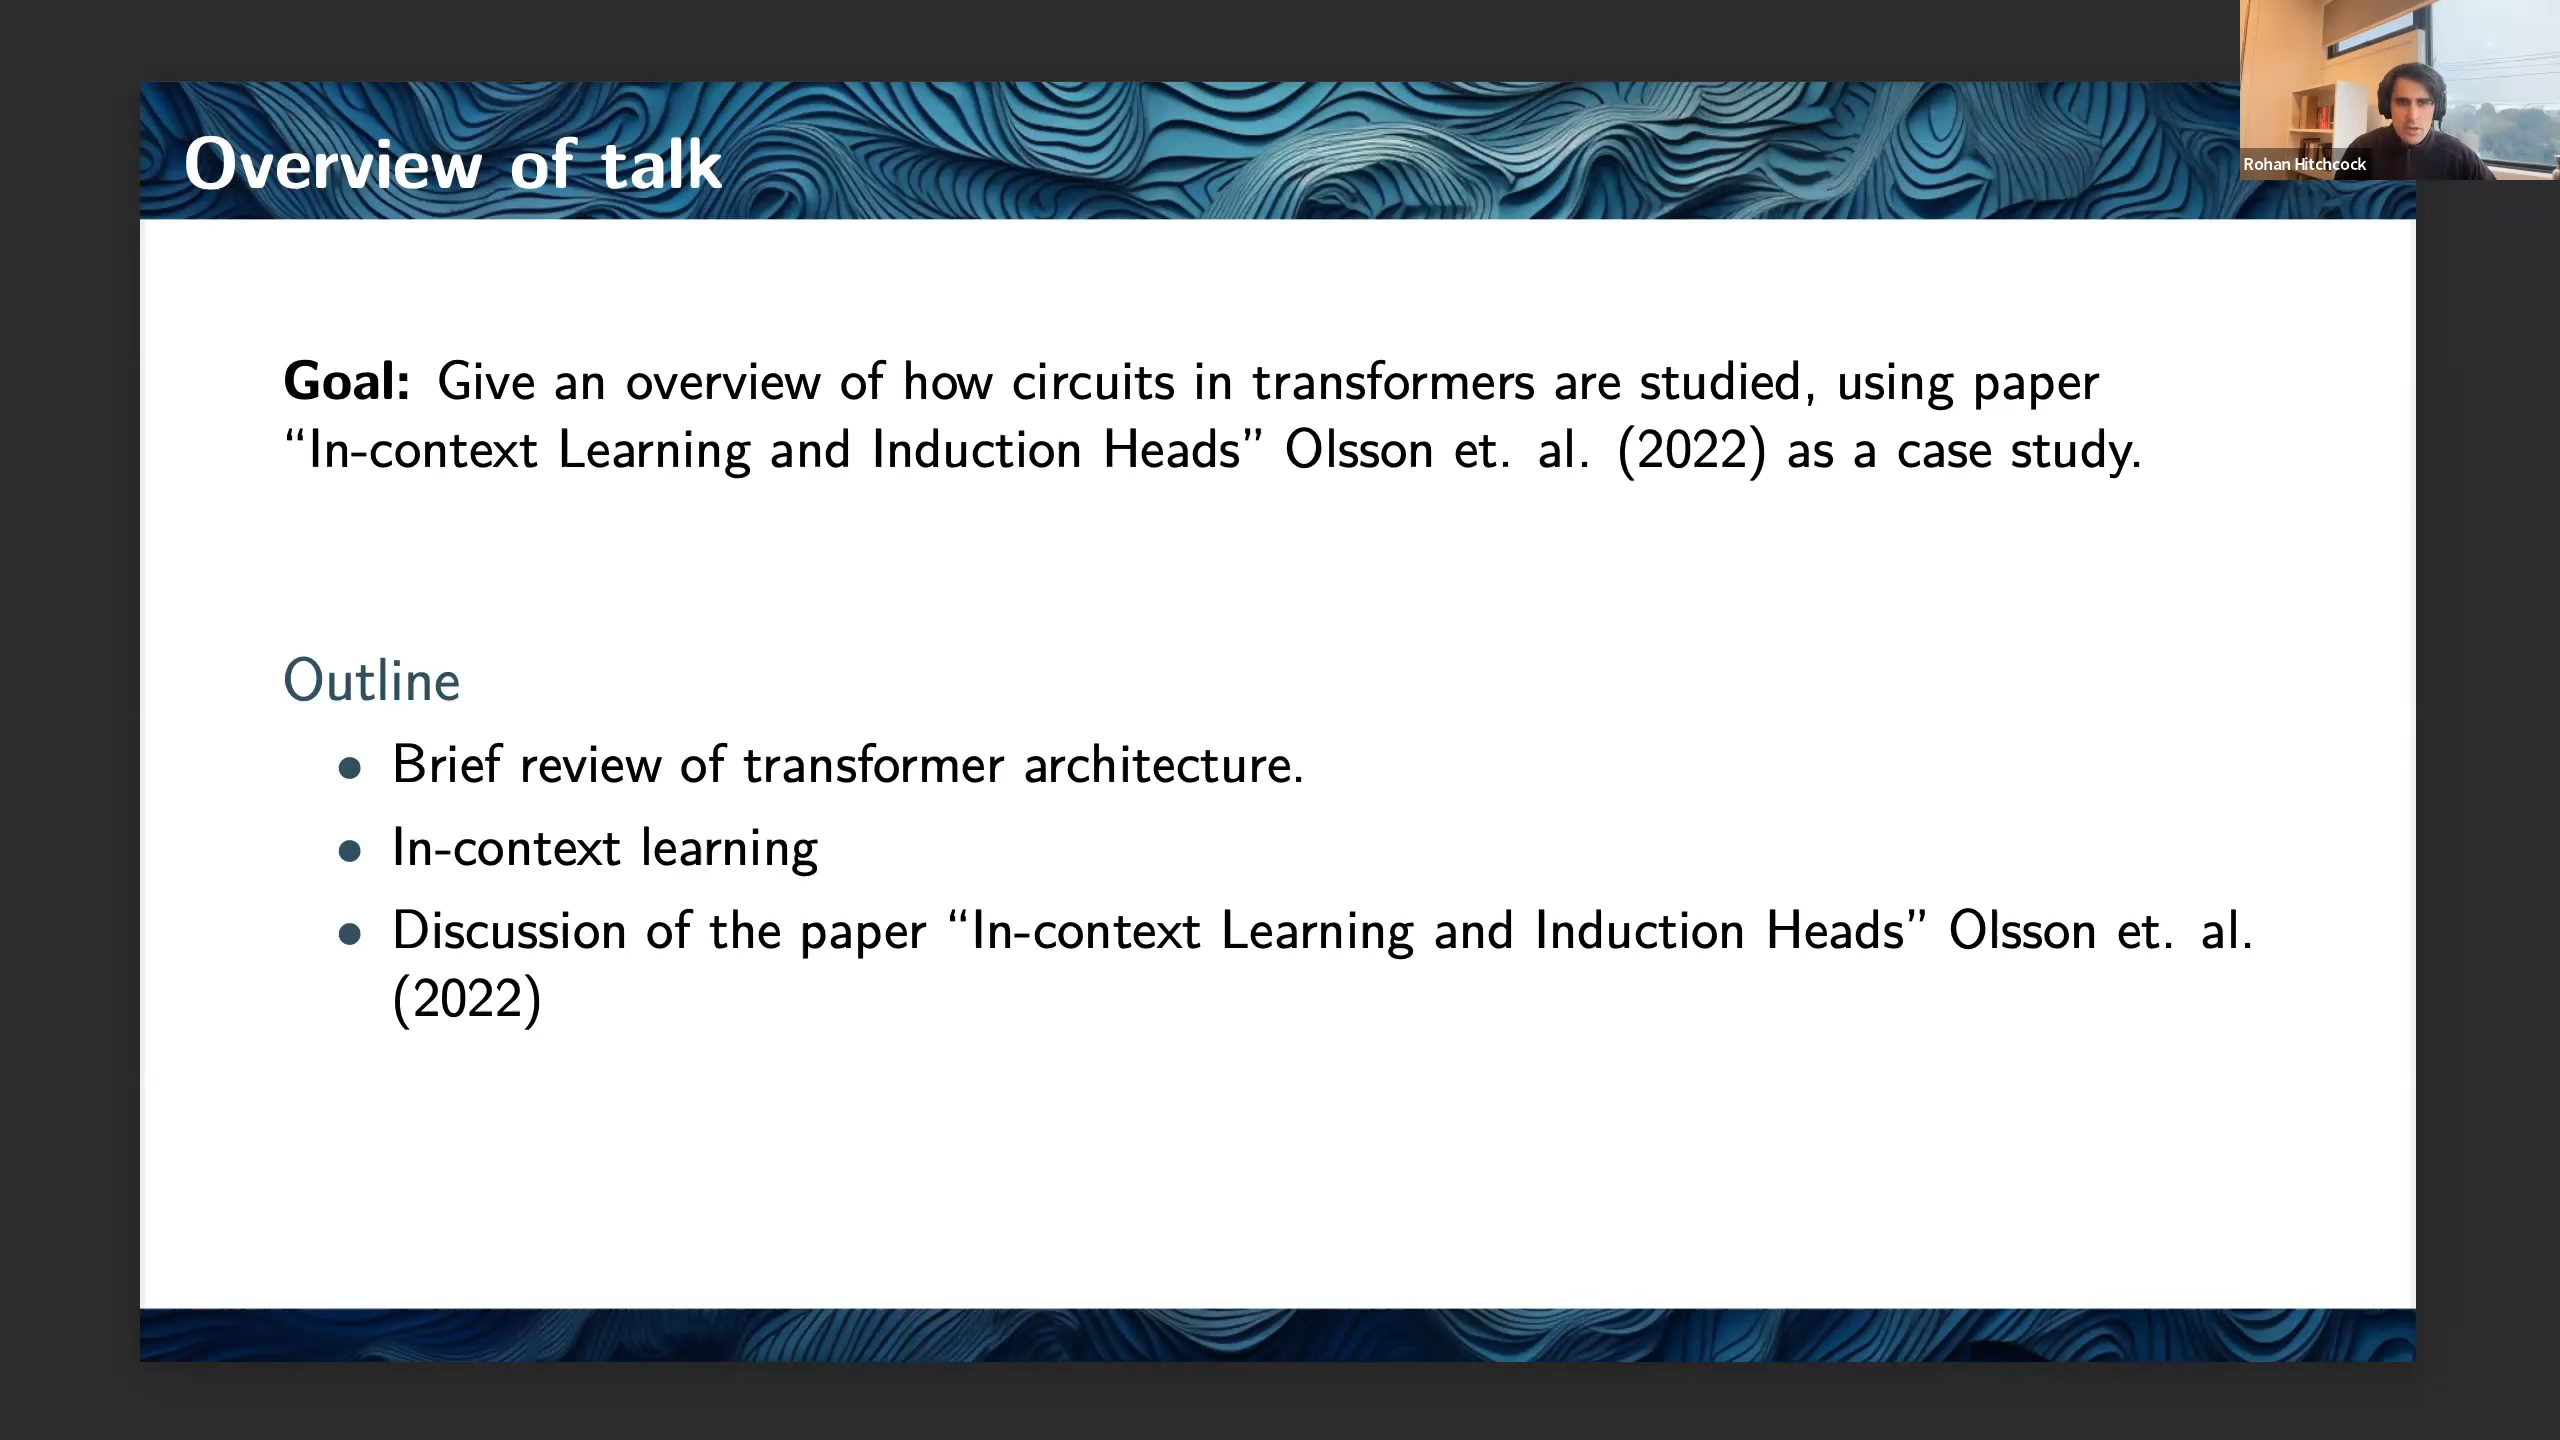 Overview of talk
Rohan Hitchcock
Goal: Give an overview of how circuits in transformers are studied, using paper
“In-context Learning and Induction Heads” Olsson et. al. (2022) as a case study.
Outline
• Brief review of transformer architecture.
• In-context learning
• Discussion of the paper “In-context Learning and Induction Heads” Olsson et. al.
(2022)